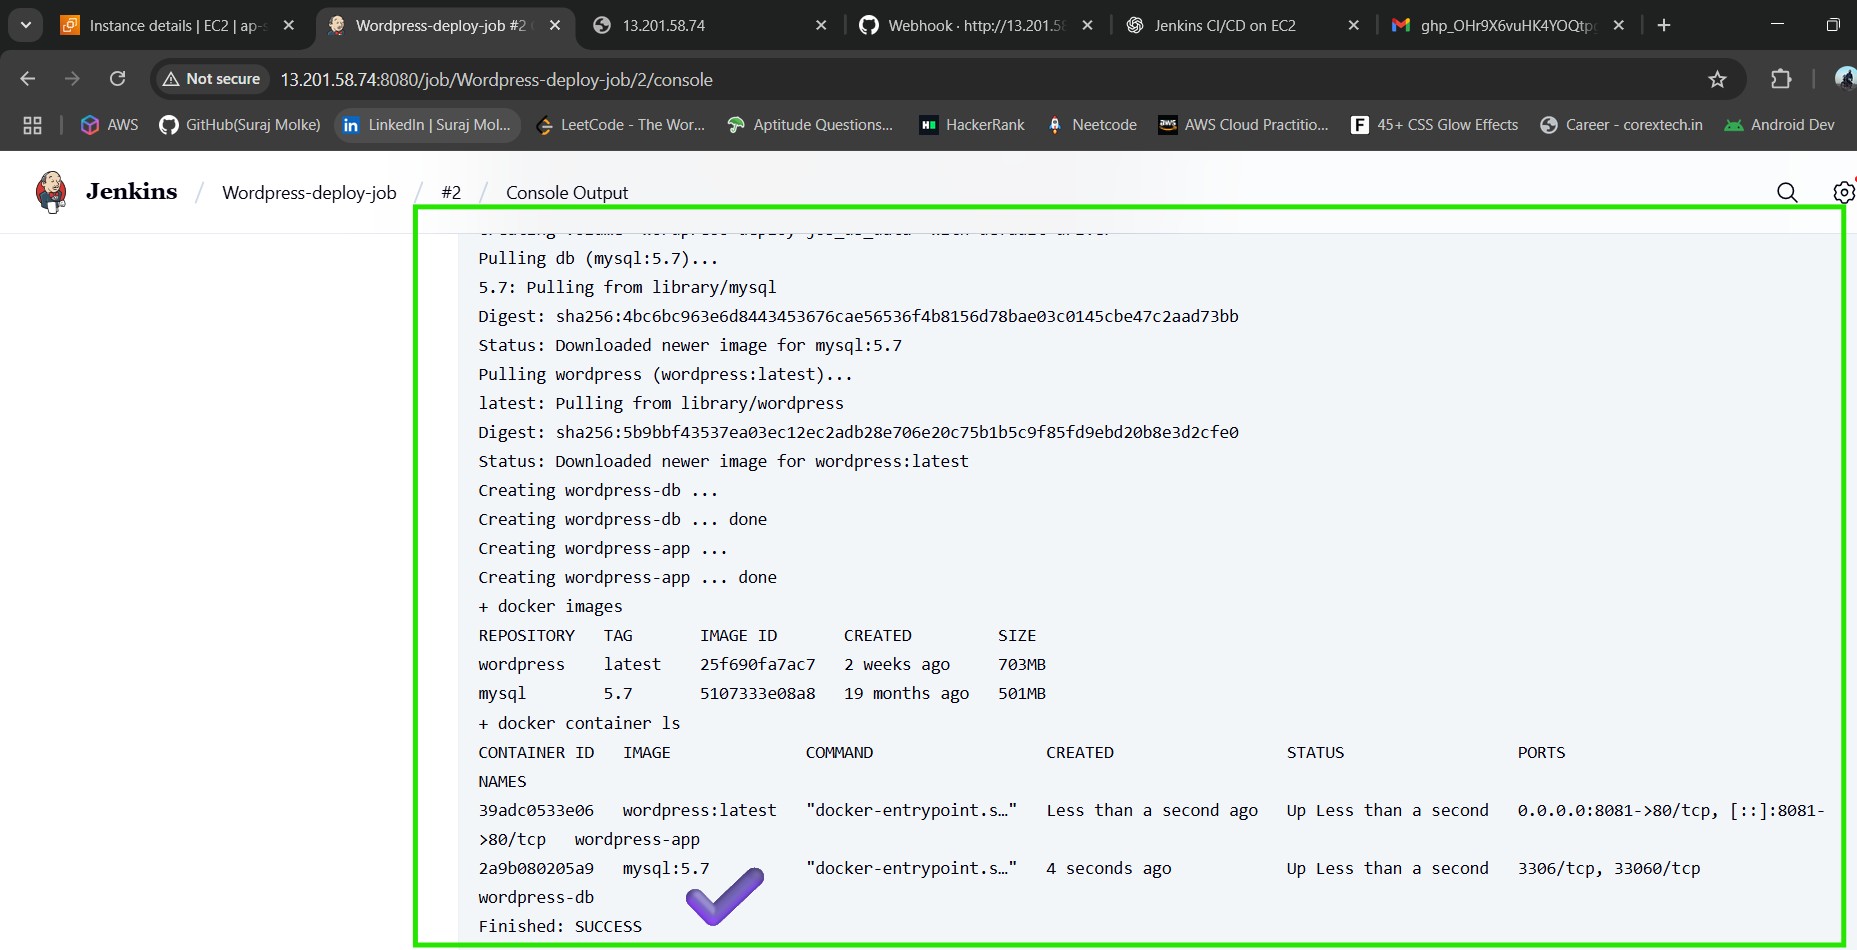 Instance details | EC2 | ap-s
Wordpress-deploy-job #2
13.201.58.74
Webhook · http://13.201.58
Jenkins CI/CD on EC2
ghp_OHr9X6vuHK4YOQtp
Not secure
13.201.58.74:8080/job/Wordpress-deploy-job/2/console
AWS
GitHub(Suraj Molke)
LinkedIn | Suraj Mol...
LeetCode - The Wor...
Aptitude Questions...
HackerRank
Neetcode
AWS Cloud Practitio...
45+ CSS Glow Effects
Career - corextech.in
Android Dev
Jenkins / Wordpress-deploy-job / #2 / Console Output
Pulling db (mysql:5.7)...
5.7: Pulling from library/mysql
Digest: sha256:4bc6bc963e6d8443453676cae56536f4b8156d78bae03c0145cbe47c2aad73bb
Status: Downloaded newer image for mysql:5.7
Pulling wordpress (wordpress:latest)...
latest: Pulling from library/wordpress
Digest: sha256:5b9bbf43537ea03ec12ec2adb28e706e20c75b1b5c9f85fd9ebd20b8e3d2cfe0
Status: Downloaded newer image for wordpress:latest
Creating wordpress-db ...
Creating wordpress-db ... done
Creating wordpress-app ...
Creating wordpress-app ... done
+ docker images
REPOSITORY TAG IMAGE ID CREATED SIZE
wordpress latest 25f690fa7ac7 2 weeks ago 703MB
mysql 5.7 5107333e08a8 19 months ago 501MB
+ docker container ls
CONTAINER ID IMAGE COMMAND CREATED STATUS PORTS
NAMES
39adc0533e06 wordpress:latest "docker-entrypoint.s…" Less than a second ago Up Less than a second 0.0.0.0:8081->80/tcp, [::]:8081-
>80/tcp wordpress-app
2a9b080205a9 mysql:5.7 "docker-entrypoint.s…" 4 seconds ago Up Less than a second 3306/tcp, 33060/tcp
wordpress-db
Finished: SUCCESS